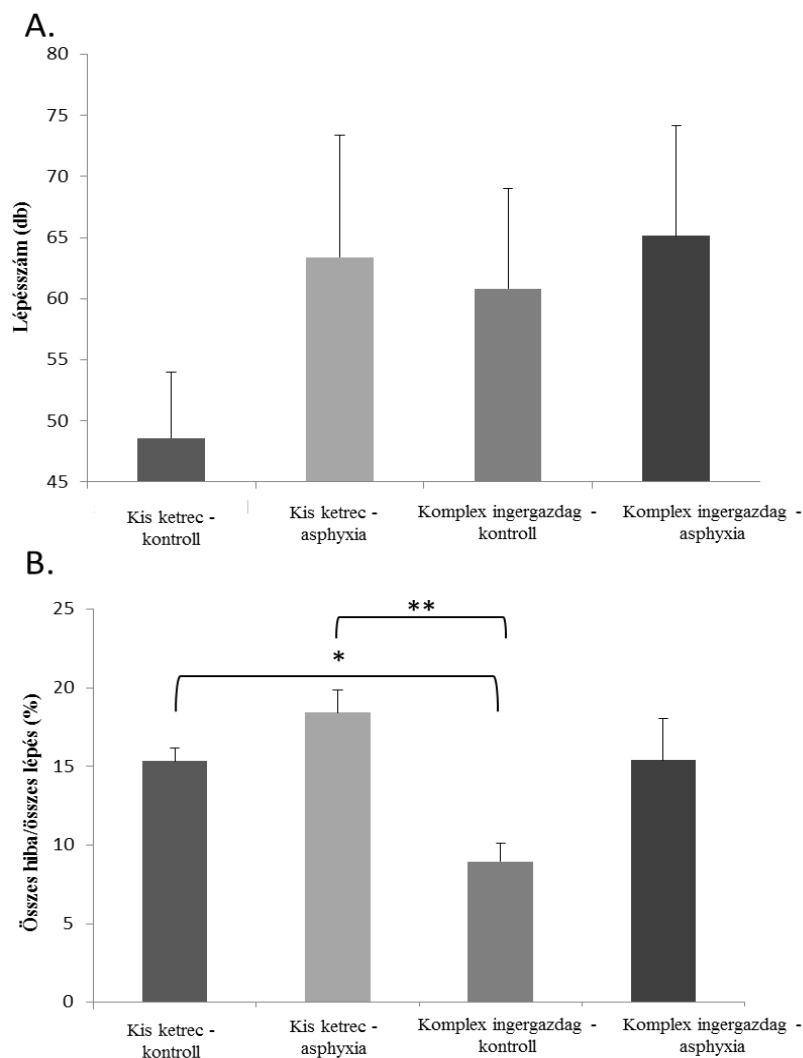 A.
80
75
70
65
60
55
50
45
Lépésszám (db)
Kis ketrec -
kontroll
Kis ketrec -
asphyxia
Komplex ingergazdag -
kontroll
Komplex ingergazdag -
asphyxia
B.
25
20
15
10
5
0
Összes hiba/összes lépés (%)
**
*
Kis ketrec -
kontroll
Kis ketrec -
asphyxia
Komplex ingergazdag -
kontroll
Komplex ingergazdag -
asphyxia